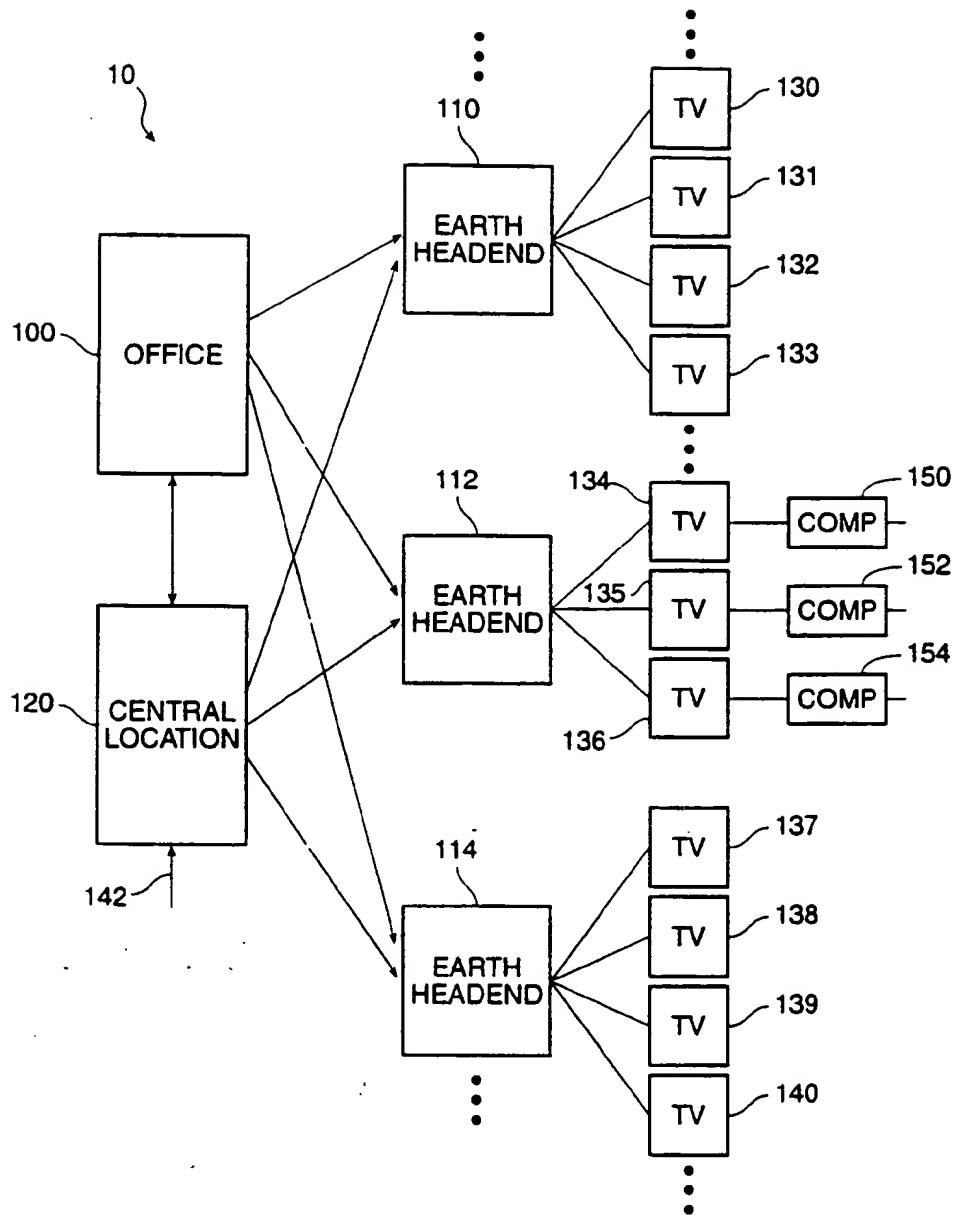 10
100
OFFICE
120
CENTRAL
LOCATION
142
110
EARTH
HEADEND
112
EARTH
HEADEND
114
EARTH
HEADEND
TV
130
TV
131
TV
132
TV
133
134
TV
COMP
150
135
TV
COMP
152
136
TV
COMP
154
TV
137
TV
138
TV
139
TV
140